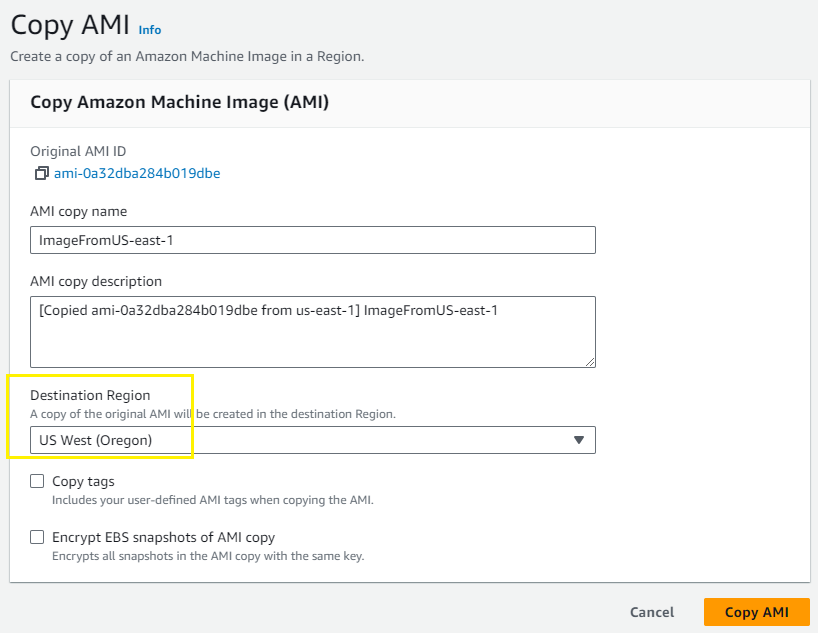 Copy AMI Info
Create a copy of an Amazon Machine Image in a Region.
Copy Amazon Machine Image (AMI)
Original AMI ID
ami-0a32dba284b019dbe
AMI copy name
ImageFromUS-east-1
AMI copy description
[Copied ami-0a32dba284b019dbe from us-east-1] ImageFromUS-east-1
Destination Region
A copy of the original AMI will be created in the destination Region.
US West (Oregon)
Copy tags
Includes your user-defined AMI tags when copying the AMI.
Encrypt EBS snapshots of AMI copy
Encrypts all snapshots in the AMI copy with the same key.
Cancel Copy AMI